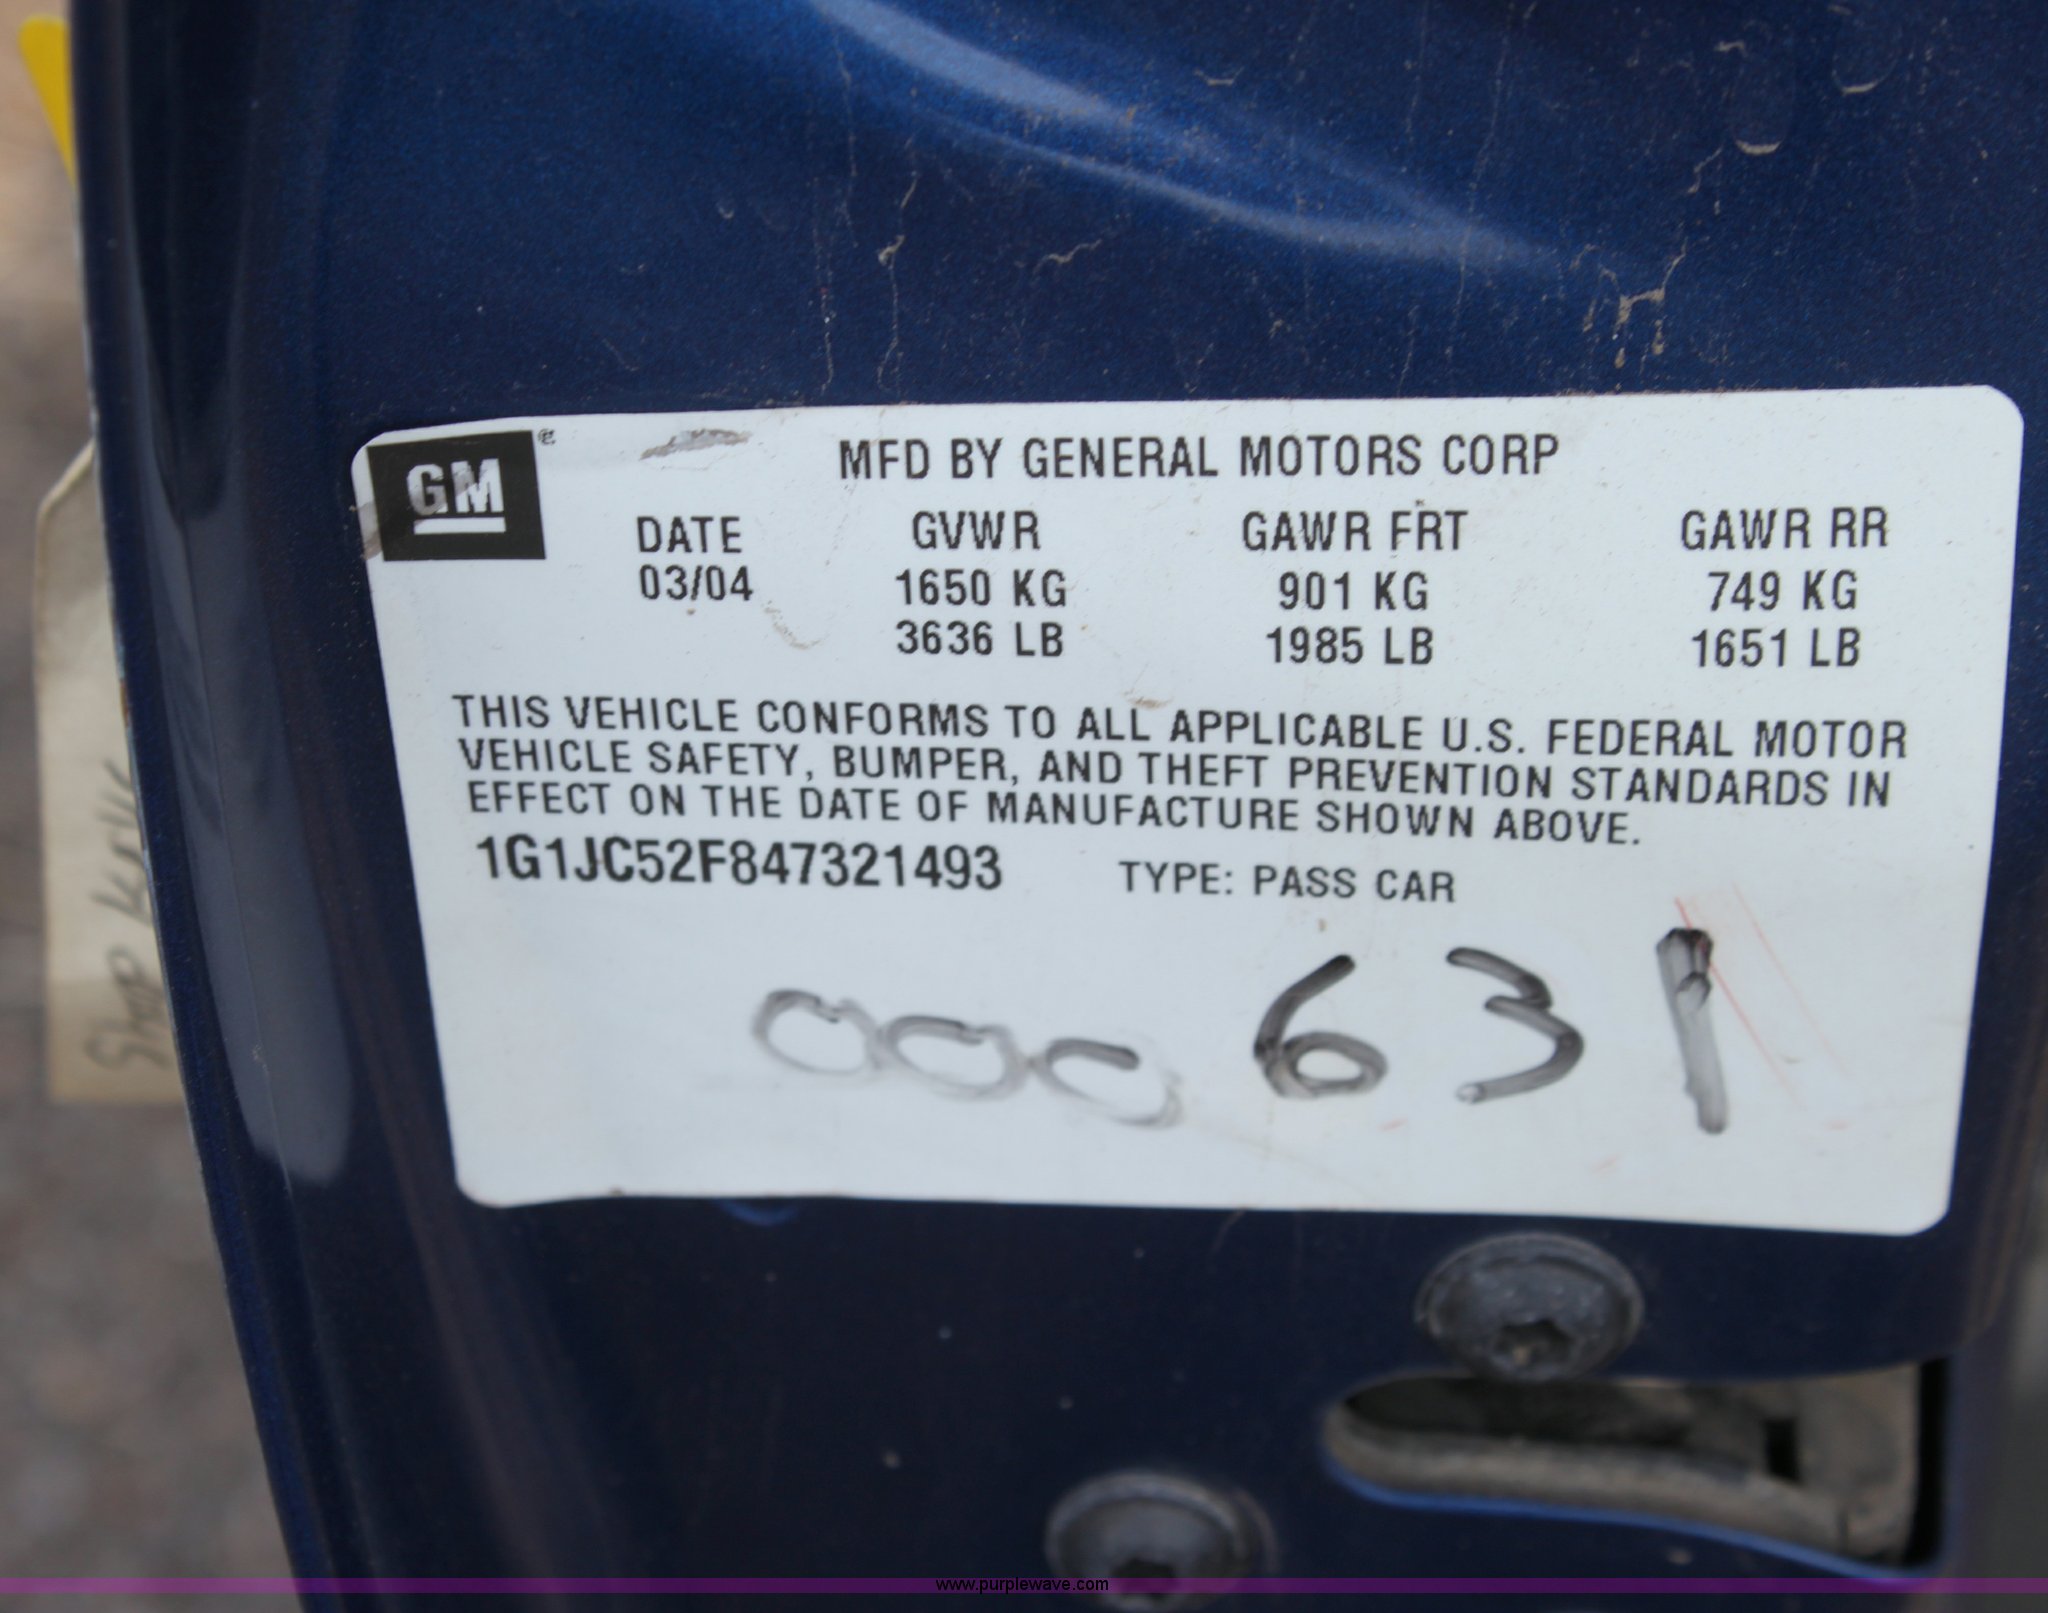 GM
MFD BY GENERAL MOTORS CORP
DATE GVWR GAWR FRT GAWR RR
03/04 1650 KG 901 KG 749 KG
3636 LB 1985 LB 1651 LB
THIS VEHICLE CONFORMS TO ALL APPLICABLE U.S. FEDERAL MOTOR
VEHICLE SAFETY, BUMPER, AND THEFT PREVENTION STANDARDS IN
EFFECT ON THE DATE OF MANUFACTURE SHOWN ABOVE.
1G1JC52F847321493 TYPE: PASS CAR
000631
Shop
www.purplewave.com